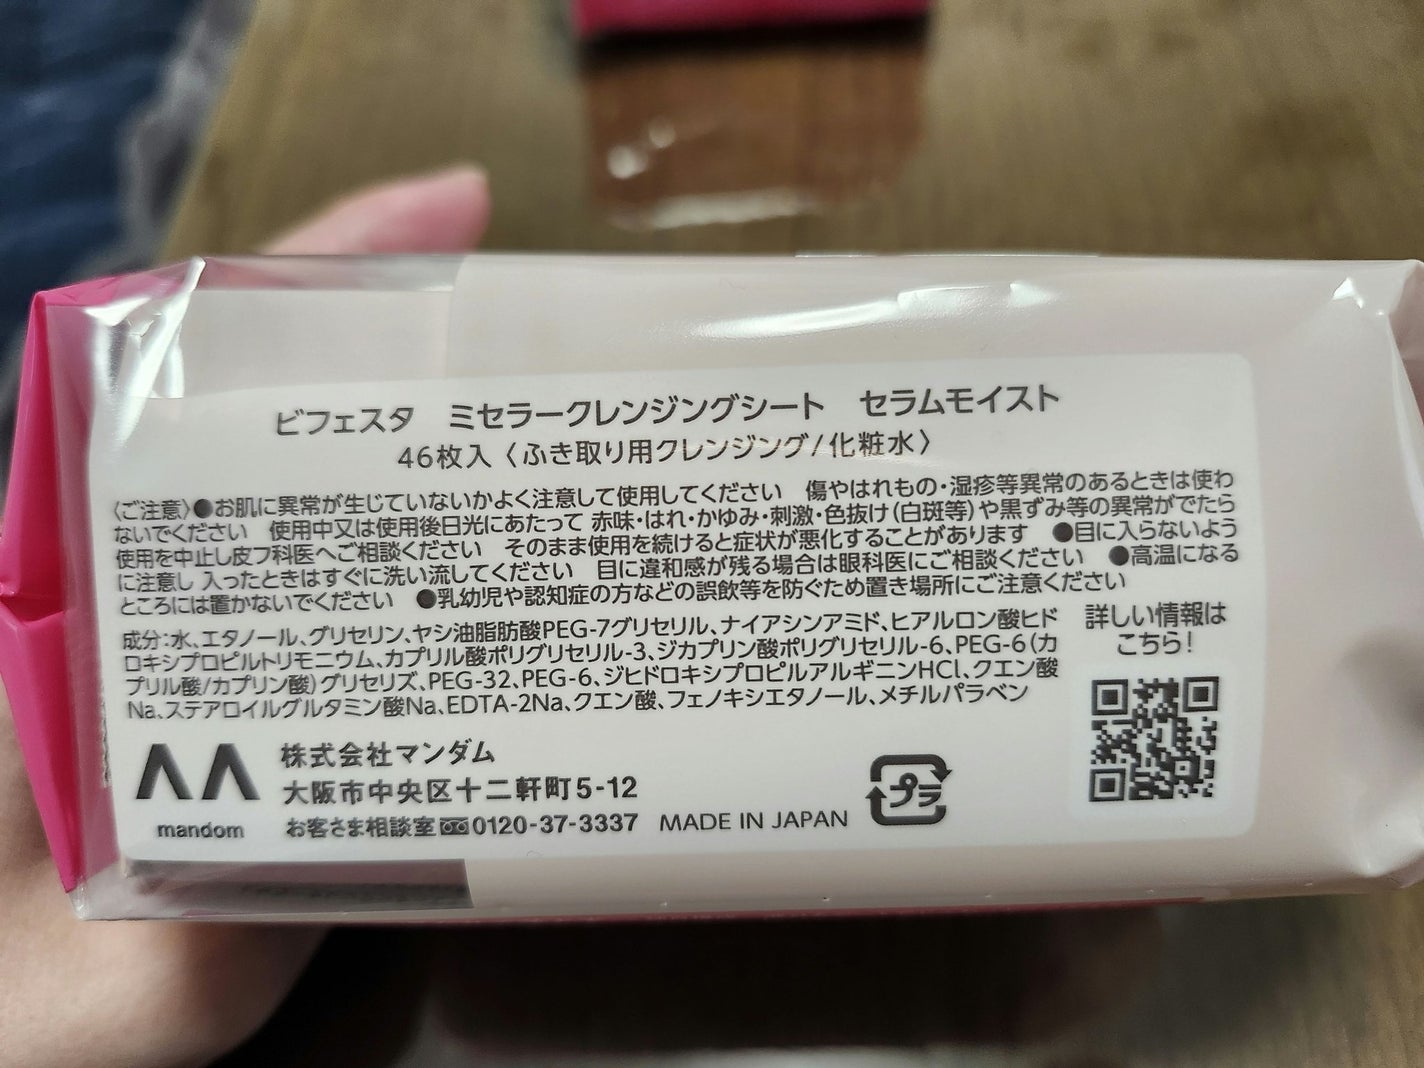 ビフェスタ ミセラークレンジングシート セラムモイスト
46枚入〈ふき取り用クレンジング/化粧水〉
〈ご注意〉●お肌に異常が生じていないかよく注意して使用してください 傷やはれもの・湿疹等異常のあるときは使わ
ないでください 使用中又は使用後日光にあたって 赤味・はれ・かゆみ・刺激・色抜け(白斑等)や黒ずみ等の異常がでたら
使用を中止し皮フ科医へご相談ください そのまま使用を続けると症状が悪化することがあります ●目に入らないよう
に注意し 入ったときはすぐに洗い流してください 目に違和感が残る場合は眼科医にご相談ください ●高温になる
ところには置かないでください ●乳幼児や認知症の方などの誤飲等を防ぐため置き場所にご注意ください
成分:水、エタノール、グリセリン、ヤシ油脂肪酸PEG-7グリセリル、ナイアシンアミド、ヒアルロン酸ヒド
ロキシプロピルトリモニウム、カプリル酸ポリグリセリル-3、ジカプリン酸ポリグリセリル-6、PEG-6(カ
プリル酸/カプリン酸)グリセリズ、PEG-32、PEG-6、ジヒドロキシプロピルアルギニンHCl、クエン酸
Na、ステアロイルグルタミン酸Na、EDTA-2Na、クエン酸、フェノキシエタノール、メチルパラベン
詳しい情報は
こちら!
株式会社マンダム
大阪市中央区十二軒町5-12
mandom
お客さま相談室 0120-37-3337 MADE IN JAPAN
プラ